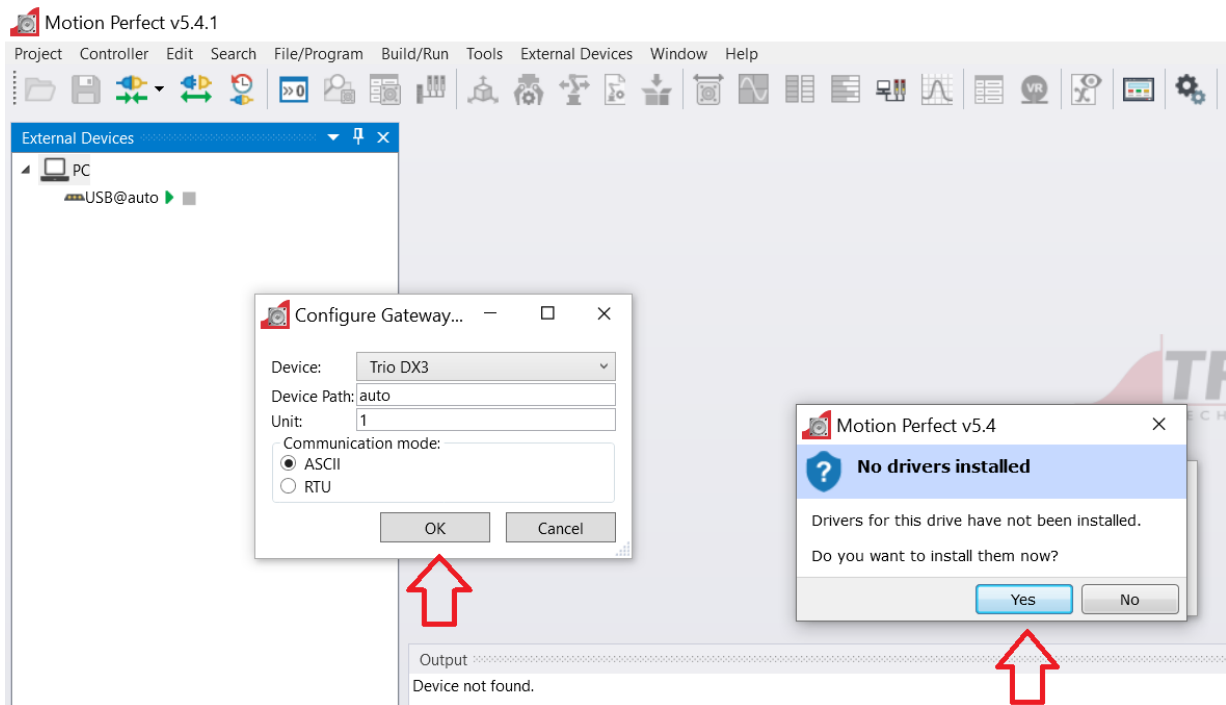 Motion Perfect v5.4.1
Project Controller Edit Search File/Program Build/Run Tools External Devices Window Help
»0
VR
External Devices
PC
USB@auto
Configure Gateway...
Device: Trio DX3
Device Path: auto
Unit: 1
Communication mode:
ASCII
RTU
OK Cancel
Motion Perfect v5.4
No drivers installed
Drivers for this drive have not been installed.
Do you want to install them now?
Yes No
Output
Device not found.